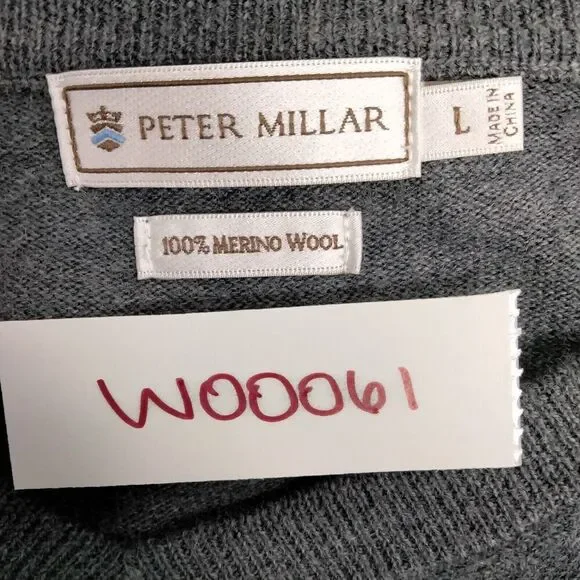 PETER MILLAR
L
MADE IN
CHINA
100% MERINO WOOL
W00061